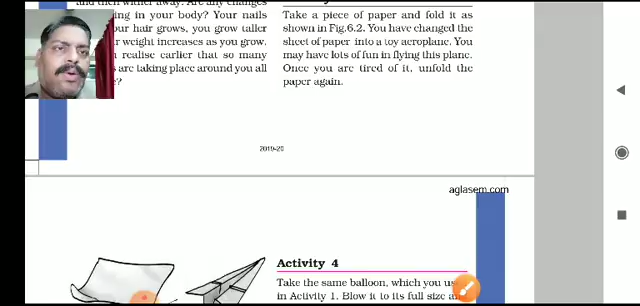 and then wither away. Are any changes
ing in your body? Your nails
ur hair grows, you grow taller
r weight increases as you grow.
realise earlier that so many
s are taking place around you all
e?
Take a piece of paper and fold it as
shown in Fig.6.2. You have changed the
sheet of paper into a toy aeroplane. You
may have lots of fun in flying this plane.
Once you are tired of it, unfold the
paper again.
2019-20
aglasem.com
Activity 4
Take the same balloon, which you us
in Activity 1. Blow it to its full size a